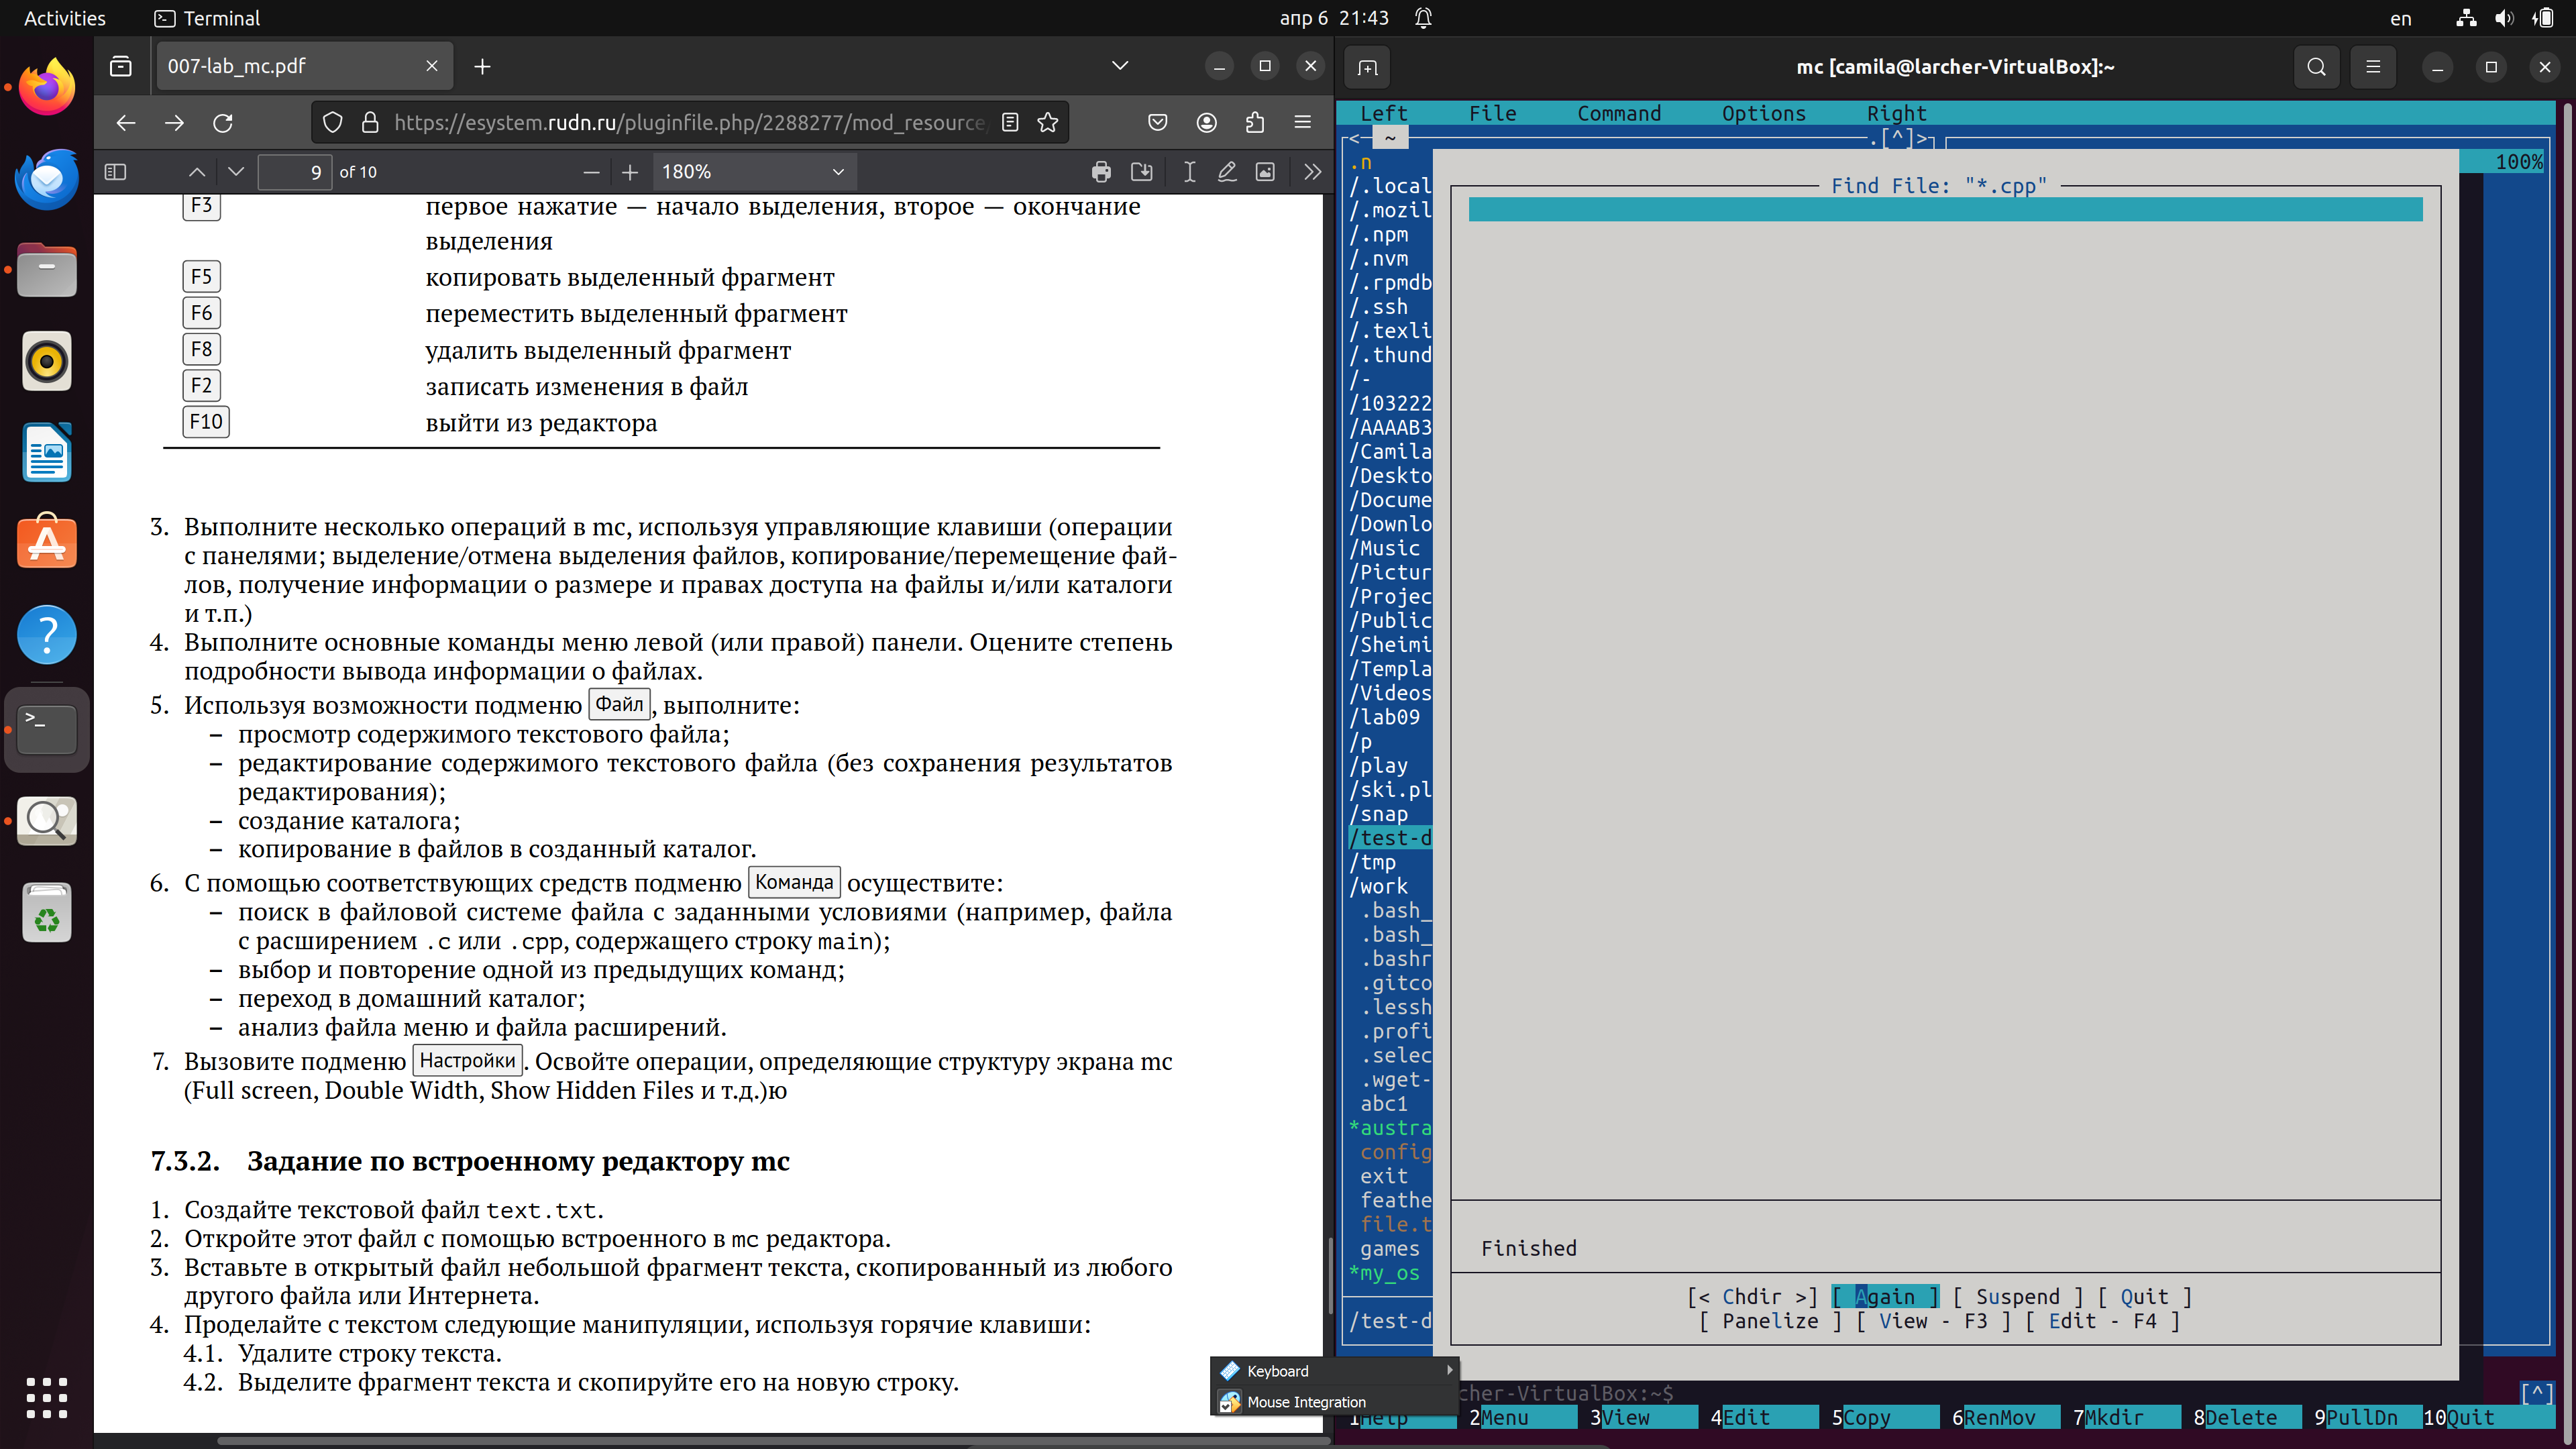 Activities
Terminal
апр 6 21:43
en
007-lab_mc.pdf
https://esystem.rudn.ru/pluginfile.php/2288277/mod_resource/
9 of 10
180%
F3 первое нажатие — начало выделения, второе — окончание
выделения
F5 копировать выделенный фрагмент
F6 переместить выделенный фрагмент
F8 удалить выделенный фрагмент
F2 записать изменения в файл
F10 выйти из редактора
3. Выполните несколько операций в mc, используя управляющие клавиши (операции
с панелями; выделение/отмена выделения файлов, копирование/перемещение фай-
лов, получение информации о размере и правах доступа на файлы и/или каталоги
и т.п.)
4. Выполните основные команды меню левой (или правой) панели. Оцените степень
подробности вывода информации о файлах.
5. Используя возможности подменю Файл, выполните:
– просмотр содержимого текстового файла;
– редактирование содержимого текстового файла (без сохранения результатов
редактирования);
– создание каталога;
– копирование в файлов в созданный каталог.
6. С помощью соответствующих средств подменю Команда осуществите:
– поиск в файловой системе файла с заданными условиями (например, файла
с расширением .c или .cpp, содержащего строку main);
– выбор и повторение одной из предыдущих команд;
– переход в домашний каталог;
– анализ файла меню и файла расширений.
7. Вызовите подменю Настройки. Освойте операции, определяющие структуру экрана mc
(Full screen, Double Width, Show Hidden Files и т.д.)ю
7.3.2. Задание по встроенному редактору mc
1. Создайте текстовой файл text.txt.
2. Откройте этот файл с помощью встроенного в mc редактора.
3. Вставьте в открытый файл небольшой фрагмент текста, скопированный из любого
другого файла или Интернета.
4. Проделайте с текстом следующие манипуляции, используя горячие клавиши:
4.1. Удалите строку текста.
4.2. Выделите фрагмент текста и скопируйте его на новую строку.
Keyboard
Mouse Integration
mc [camila@larcher-VirtualBox]:~
Left File Command Options Right
<- ~ .[^]>
.n
100%
/.local
/.mozil
/.npm
/.nvm
/.rpmdb
/.ssh
/.texli
/.thund
/-
/103222
/AAAAB3
/Camila
/Deskto
/Docume
/Downlo
/Music
/Pictur
/Projec
/Public
/Sheimi
/Templa
/Videos
/lab09
/p
/play
/ski.pl
/snap
/test-d
/tmp
/work
.bash_
.bash_
.bashr
.gitco
.lessh
.profi
.selec
.wget-
abc1
*austra
config
exit
feathe
file.t
games
*my_os
/test-d
Find File: "*.cpp"
Finished
[< Chdir >] [ Again ] [ Suspend ] [ Quit ]
[ Panelize ] [ View - F3 ] [ Edit - F4 ]
cher-VirtualBox:~$
[^]
1Help 2Menu 3View 4Edit 5Copy 6RenMov 7Mkdir 8Delete 9PullDn 10Quit